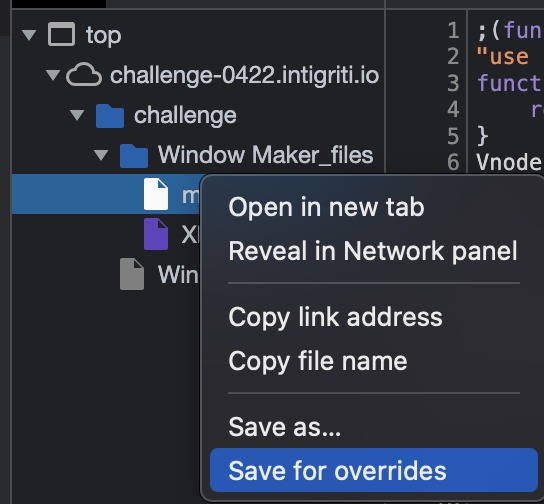 top
challenge-0422.intigriti.io
challenge
Window Maker_files
m
XP
Win
1
2
3
4
5
6
;(fun
"use
funct
re
}
Vnode
Open in new tab
Reveal in Network panel
Copy link address
Copy file name
Save as...
Save for overrides